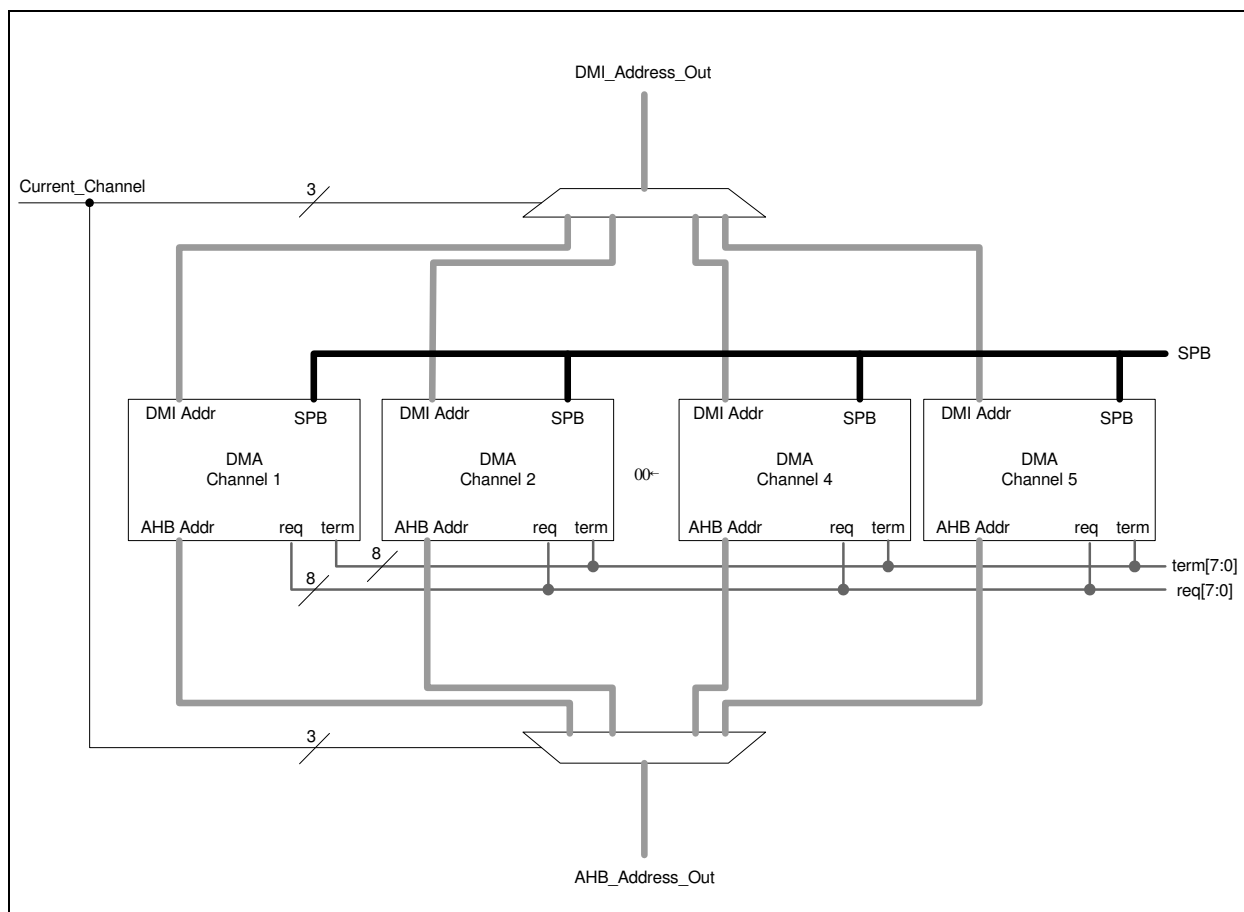 DMI_Address_Out
Current_Channel
3
SPB
DMI Addr
SPB
DMA
Channel 1
AHB Addr
req
term
DMI Addr
SPB
DMA
Channel 2
AHB Addr
req
term
DMI Addr
SPB
DMA
Channel 4
AHB Addr
req
term
DMI Addr
SPB
DMA
Channel 5
AHB Addr
req
term
8
term[7:0]
8
req[7:0]
3
AHB_Address_Out